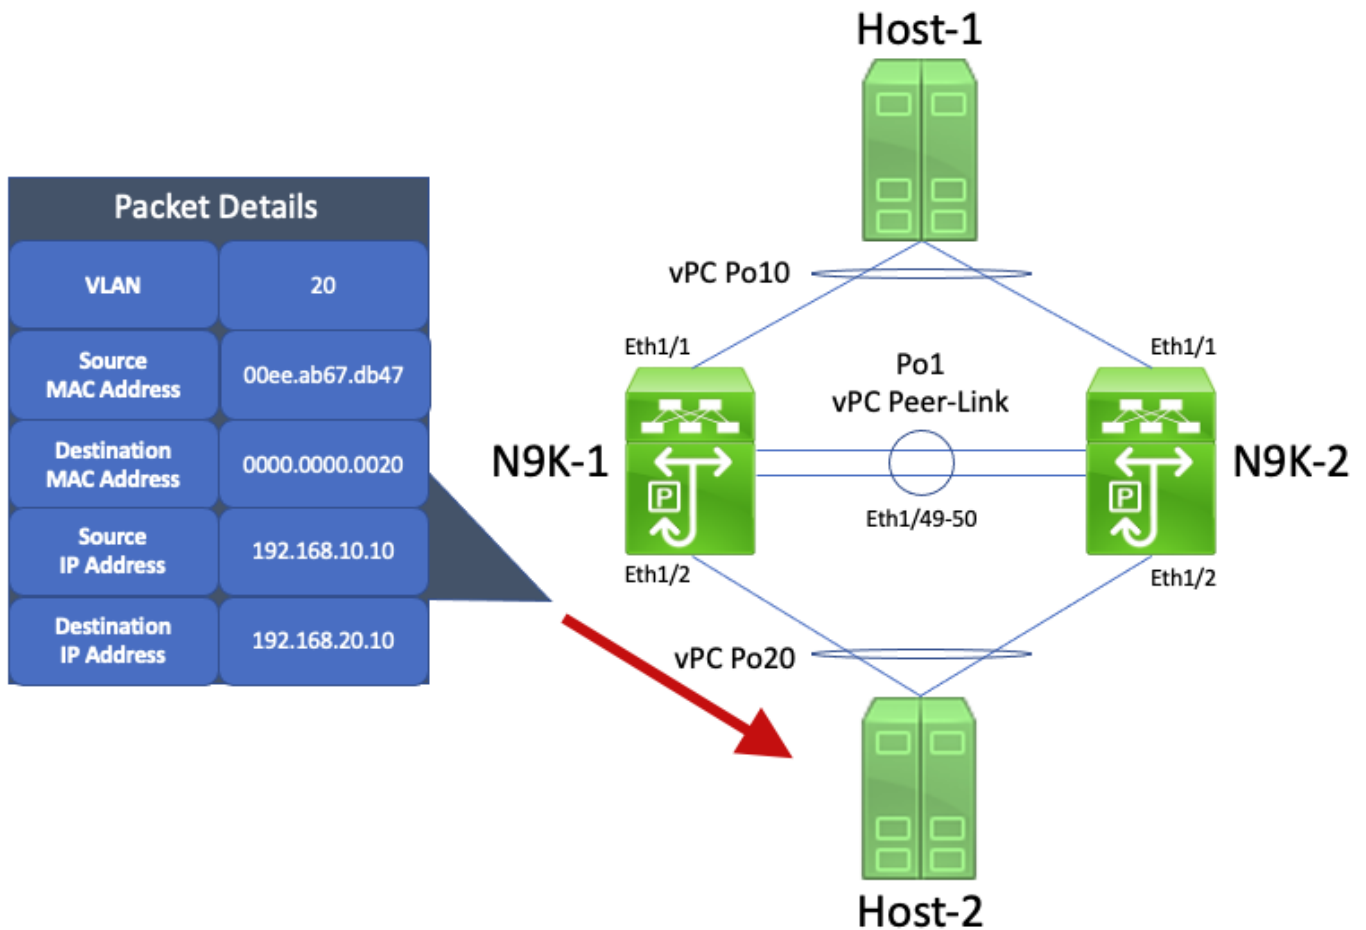 Host-1
Packet Details
VLAN
20
Source
MAC Address
00ee.ab67.db47
Destination
MAC Address
0000.0000.0020
Source
IP Address
192.168.10.10
Destination
IP Address
192.168.20.10
vPC Po10
Eth1/1
Eth1/1
Po1
vPC Peer-Link
N9K-1
P
P
N9K-2
Eth1/49-50
Eth1/2
Eth1/2
vPC Po20
Host-2